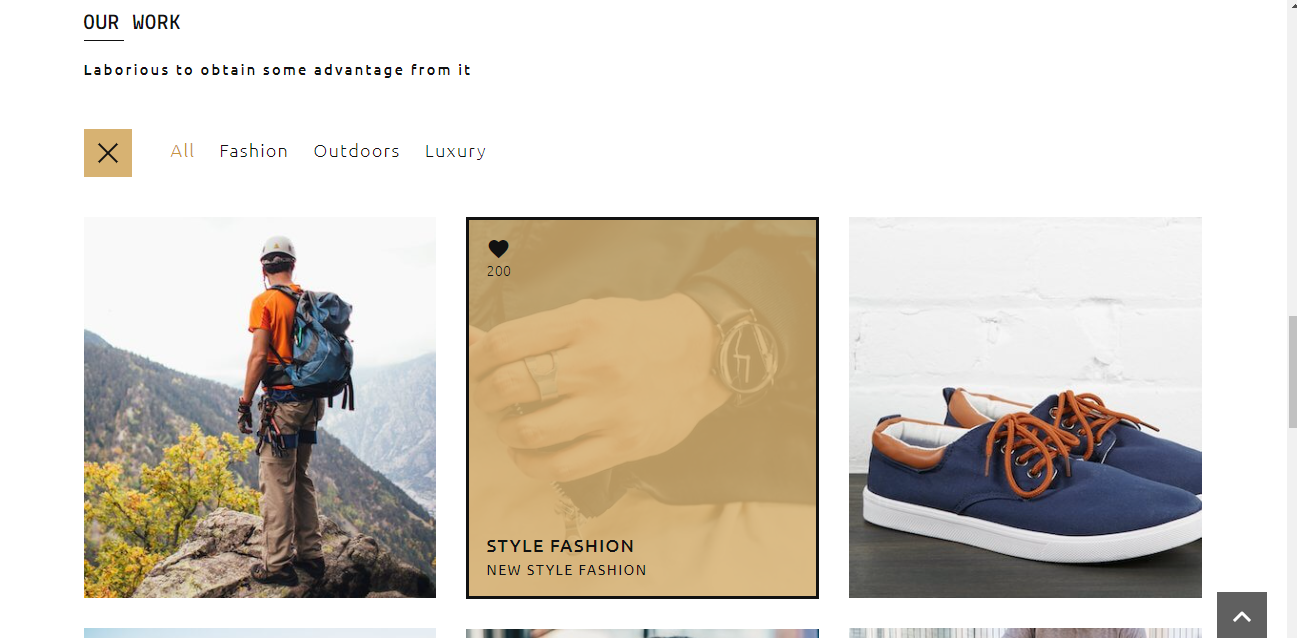 OUR WORK
Laborious to obtain some advantage from it
All Fashion Outdoors Luxury
200
STYLE FASHION
NEW STYLE FASHION